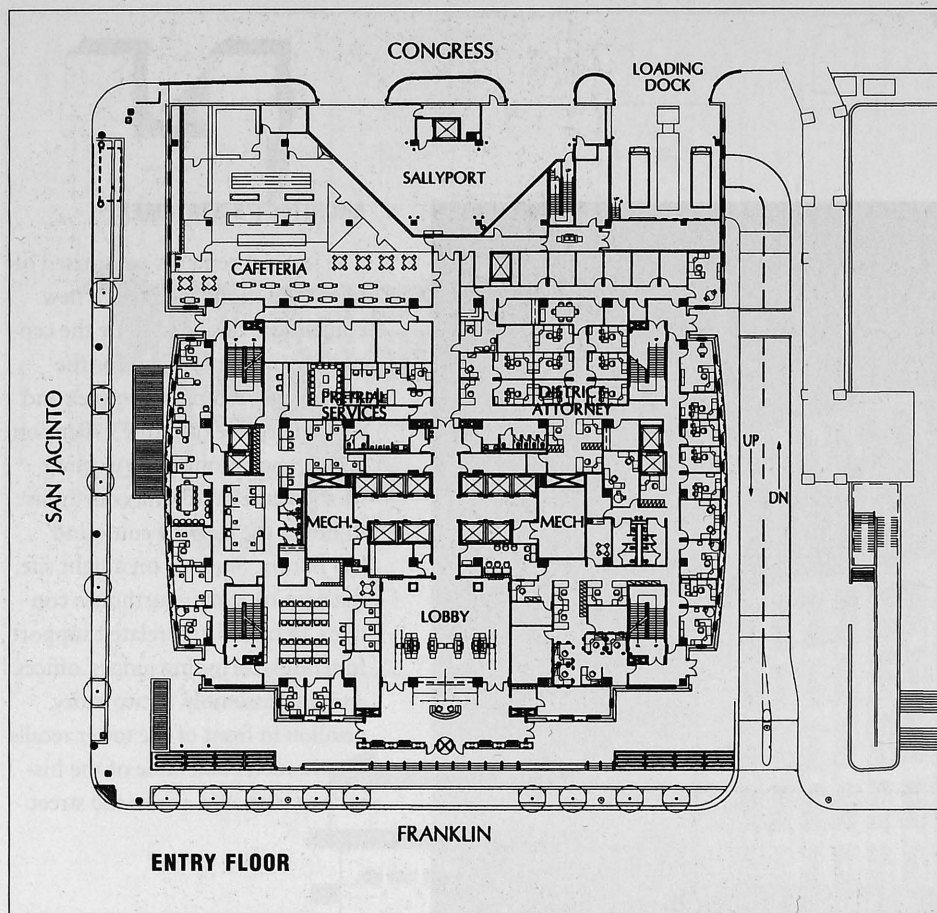 CONGRESS
LOADING
DOCK
SALLYPORT
CAFETERIA
PRETRIAL
SERVICES
DISTRICT
ATTORNEY
SAN JACINTO
UP
DN
MECH.
MECH
LOBBY
FRANKLIN
ENTRY FLOOR